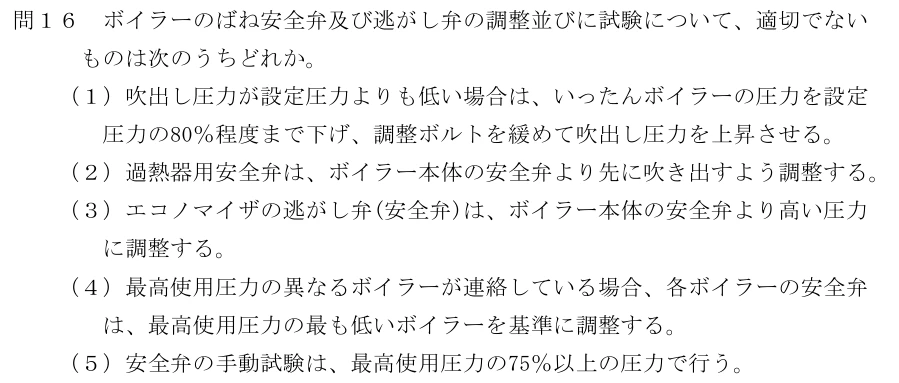 問１６　ボイラーのばね安全弁及び逃がし弁の調整並びに試験について、適切でない
ものは次のうちどれか。
（１）吹出し圧力が設定圧力よりも低い場合は、いったんボイラーの圧力を設定
圧力の80％程度まで下げ、調整ボルトを緩めて吹出し圧力を上昇させる。
（２）過熱器用安全弁は、ボイラー本体の安全弁より先に吹き出すよう調整する。
（３）エコノマイザの逃がし弁(安全弁)は、ボイラー本体の安全弁より高い圧力
に調整する。
（４）最高使用圧力の異なるボイラーが連絡している場合、各ボイラーの安全弁
は、最高使用圧力の最も低いボイラーを基準に調整する。
（５）安全弁の手動試験は、最高使用圧力の75％以上の圧力で行う。